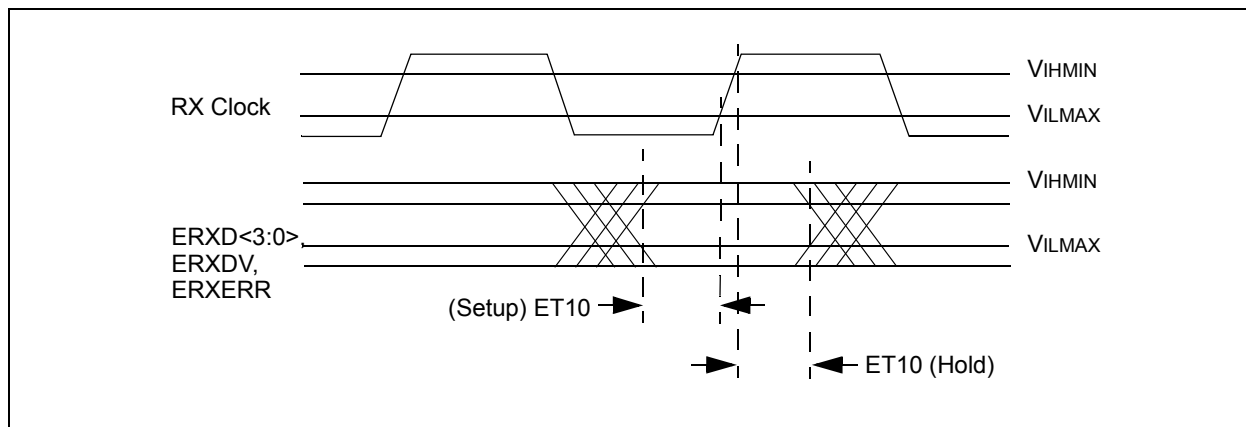 VIHMIN
RX Clock
VILMAX
VIHMIN
ERXD<3:0>,
ERXDV,
ERXERR
VILMAX
(Setup) ET10
ET10 (Hold)